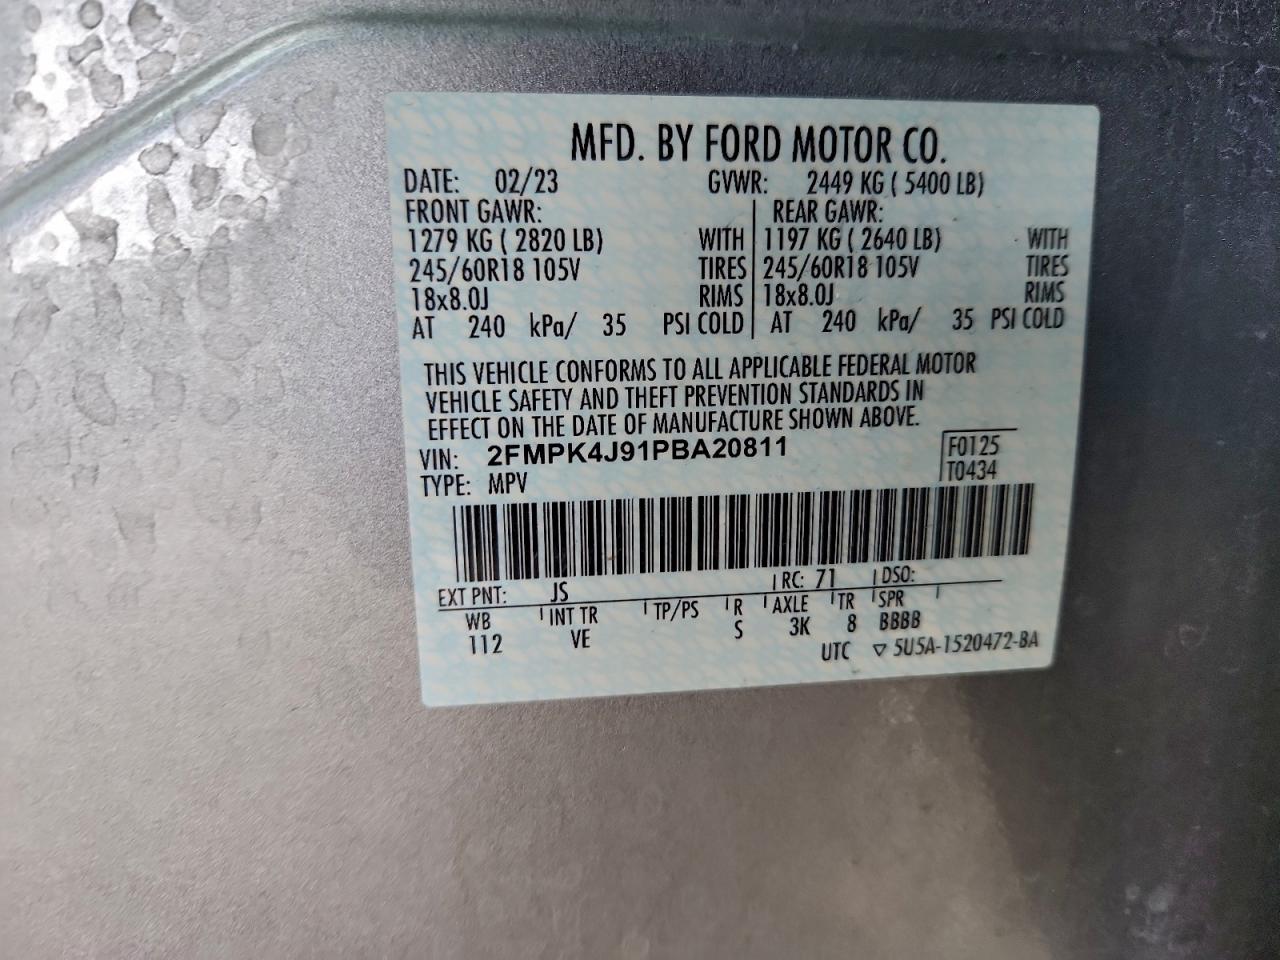 MFD. BY FORD MOTOR CO.
DATE: 02/23 GVWR: 2449 KG ( 5400 LB)
FRONT GAWR: REAR GAWR:
1279 KG ( 2820 LB) WITH 1197 KG ( 2640 LB) WITH
245/60R18 105V TIRES 245/60R18 105V TIRES
18x8.0J RIMS 18x8.0J RIMS
AT 240 kPa/ 35 PSI COLD AT 240 kPa/ 35 PSI COLD
THIS VEHICLE CONFORMS TO ALL APPLICABLE FEDERAL MOTOR
VEHICLE SAFETY AND THEFT PREVENTION STANDARDS IN
EFFECT ON THE DATE OF MANUFACTURE SHOWN ABOVE.
VIN: 2FMPK4J91PBA20811 F0125
TYPE: MPV T0434
EXT PNT: JS RC: 71 DSO:
WB INT TR TP/PS R AXLE TR SPR
112 VE S 3K 8 BBBB
UTC ▽ 5U5A-1520472-BA